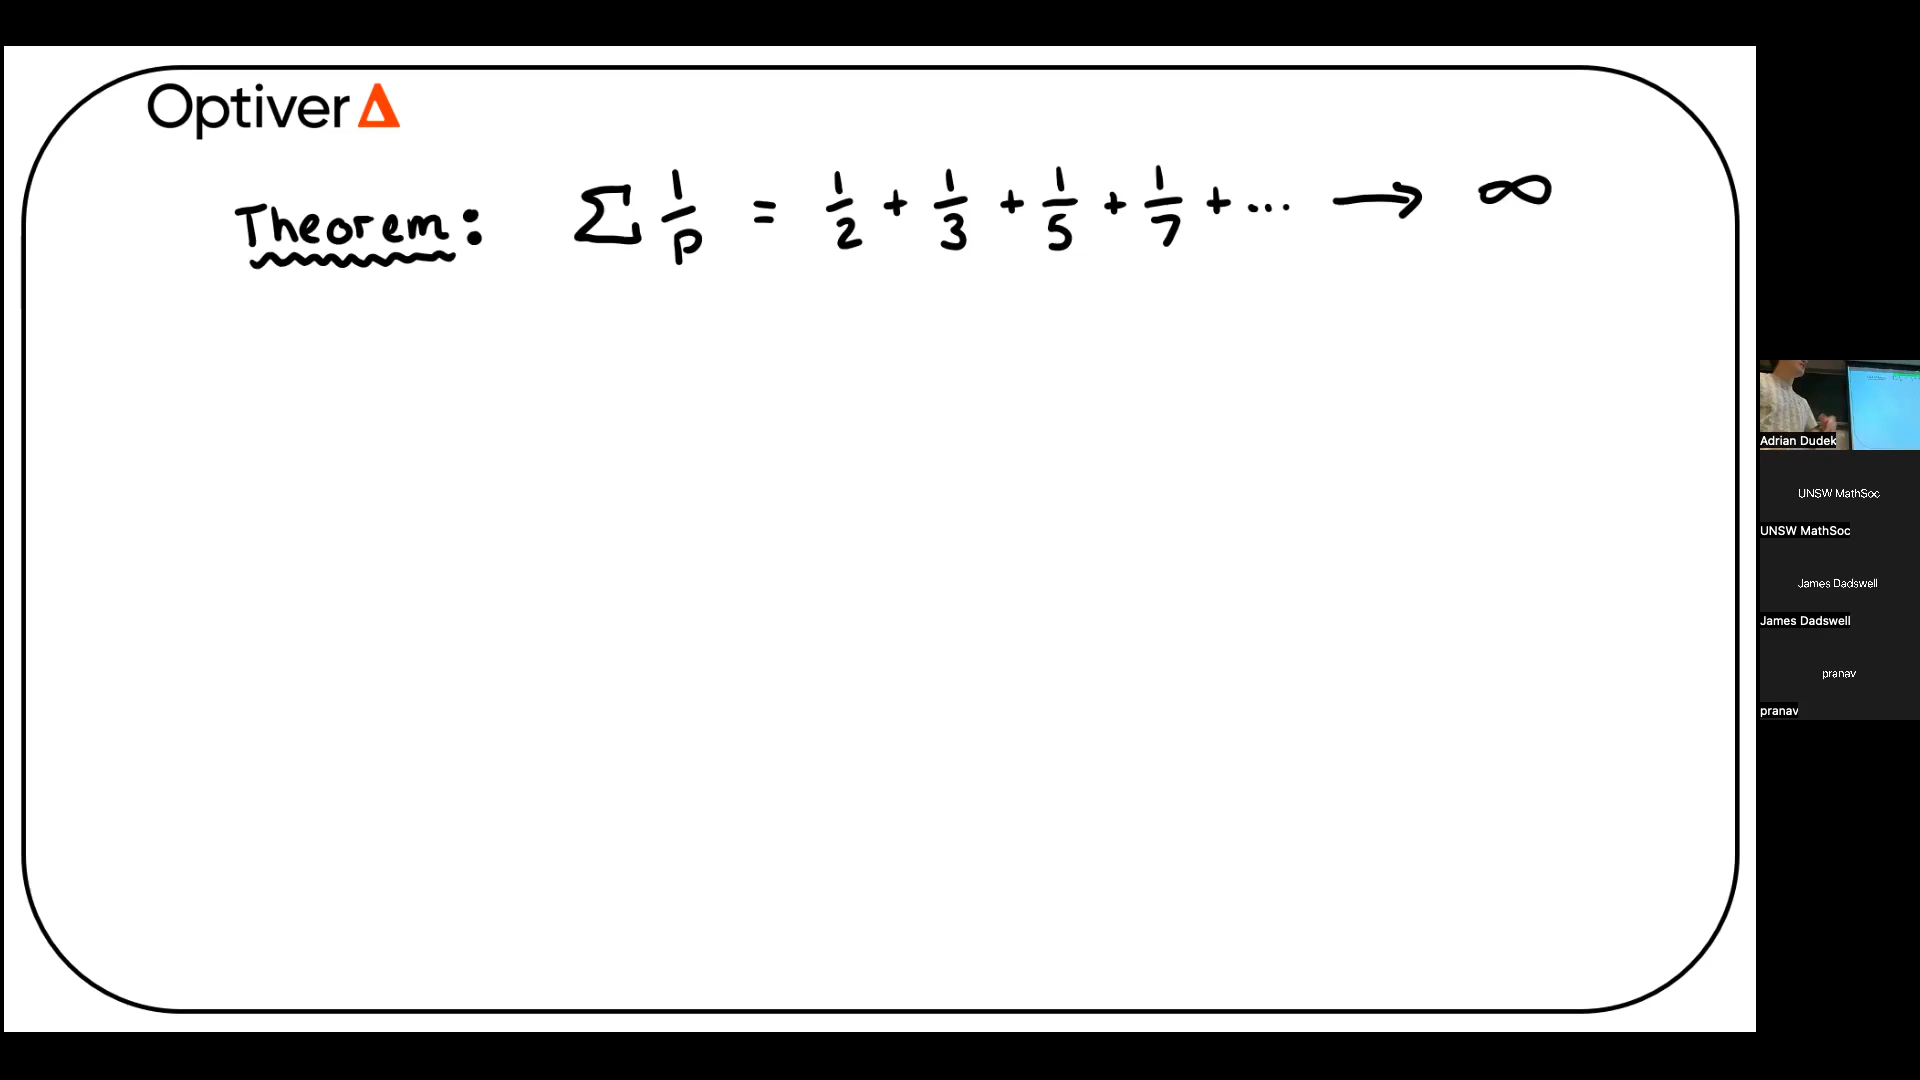 Optiver
Theorem: ∑ 1/p = 1/2 + 1/3 + 1/5 + 1/7 + ... → ∞
Adrian Dudek
UNSW MathSoc
UNSW MathSoc
James Dadswell
James Dadswell
pranav
pranav